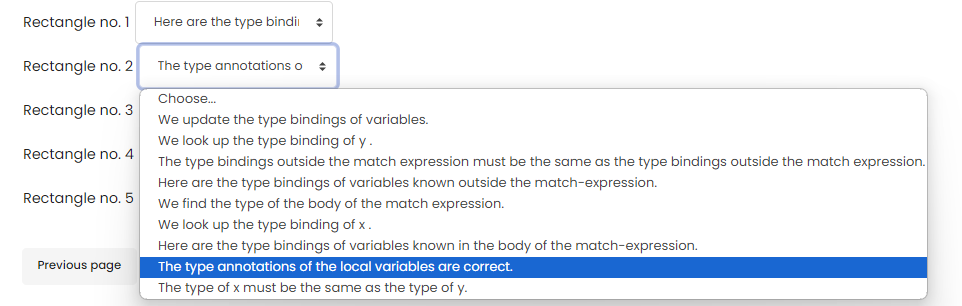 Rectangle no. 1 Here are the type bindi
Rectangle no. 2 The type annotations o
Choose...
We update the type bindings of variables.
Rectangle no. 3
We look up the type binding of y .
Rectangle no. 4
The type bindings outside the match expression must be the same as the type bindings outside the match expression.
Here are the type bindings of variables known outside the match-expression.
Rectangle no. 5
We find the type of the body of the match expression.
We look up the type binding of x .
Here are the type bindings of variables known in the body of the match-expression.
Previous page
The type annotations of the local variables are correct.
The type of x must be the same as the type of y.